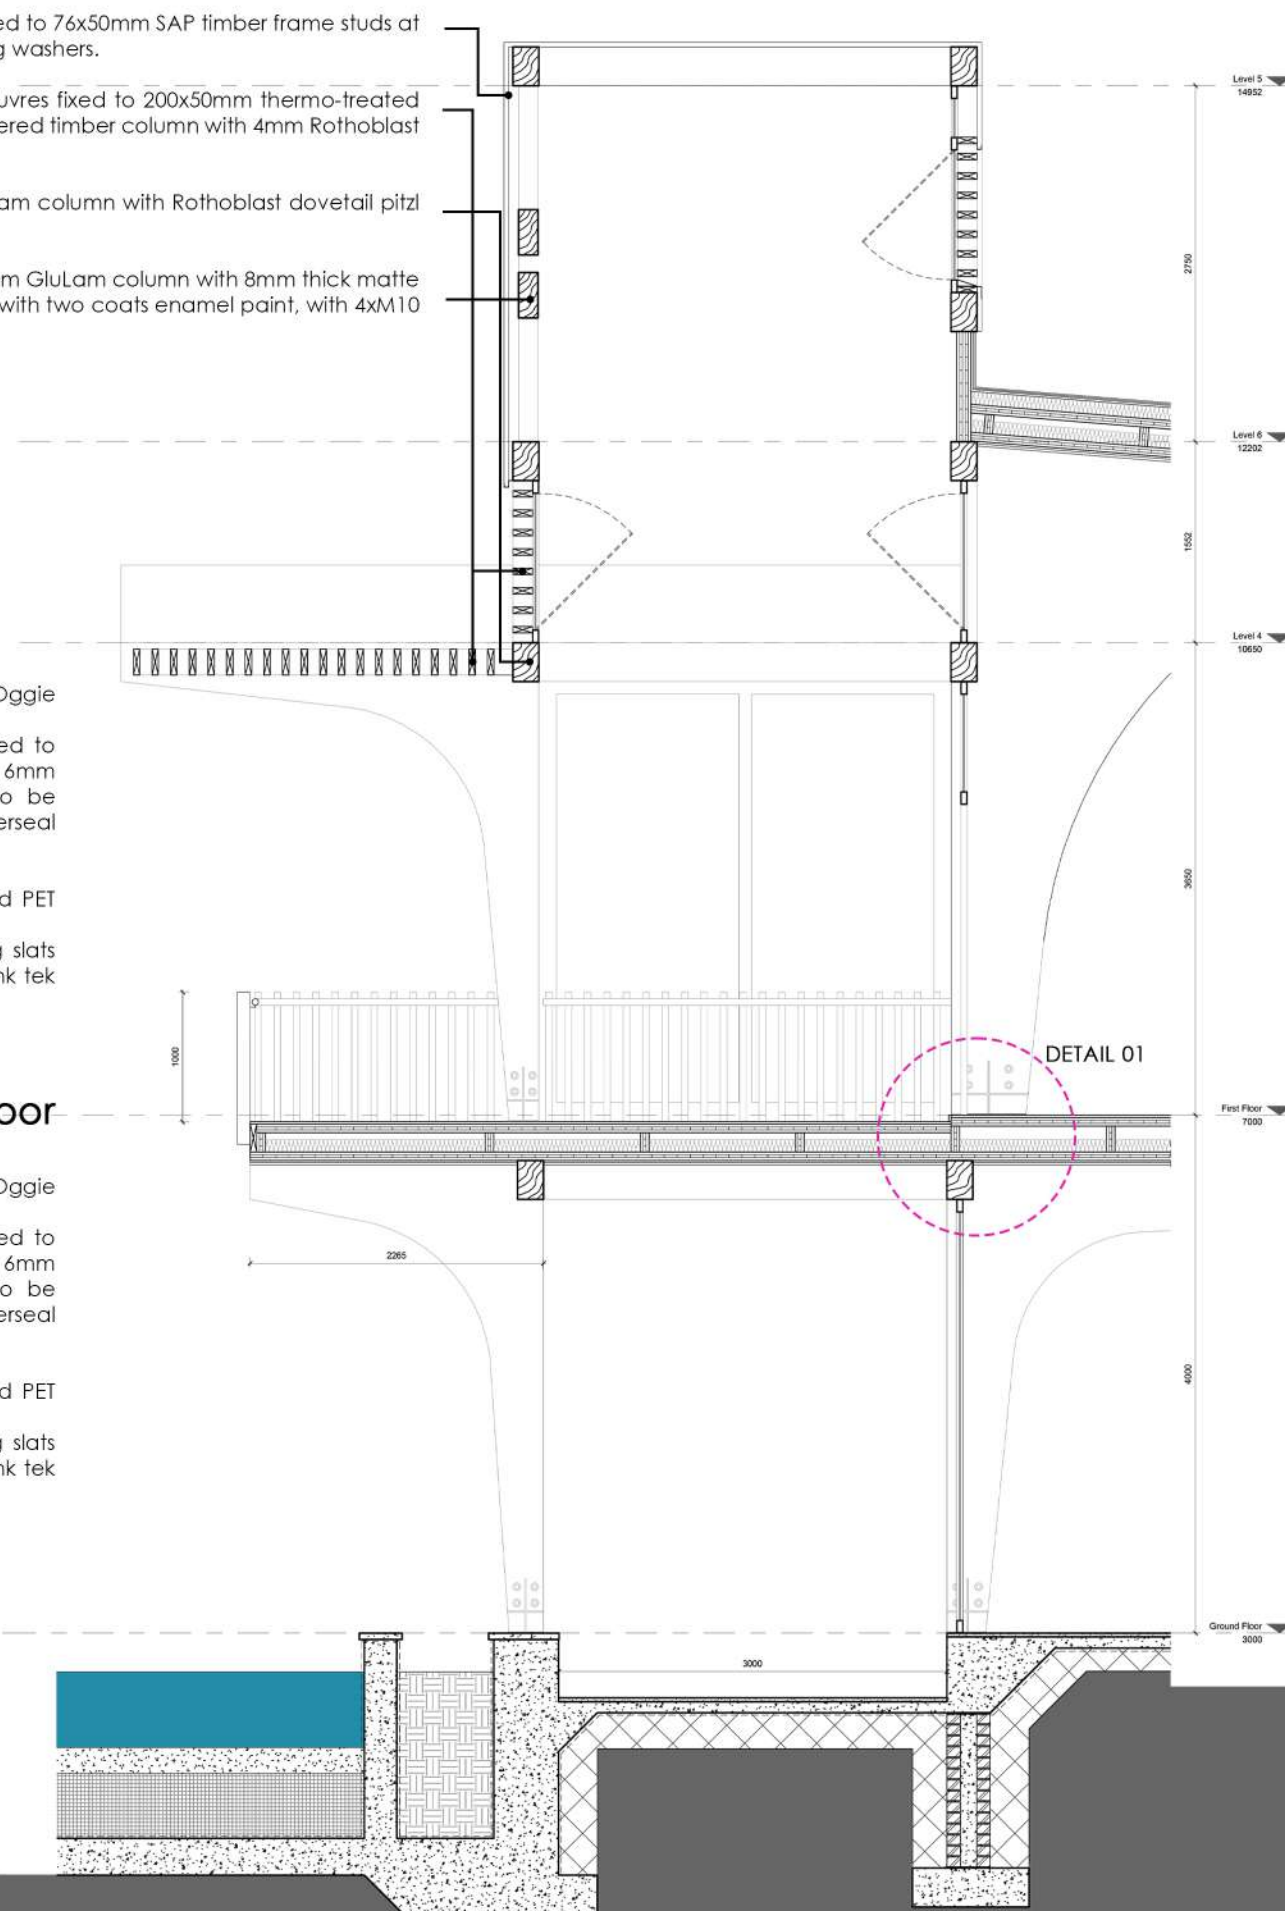 ed to 76x50mm SAP timber frame studs at
g washers.
uvres fixed to 200x50mm thermo-treated
ered timber column with 4mm Rothoblast
am column with Rothoblast dovetail pitzl
m GluLam column with 8mm thick matte
with two coats enamel paint, with 4xM10
Level 5
14952
2750
Level 6
12202
1552
Level 4
10650
Oggie
ed to
6mm
o be
erseal
3650
d PET
g slats
nk tek
1000
DETAIL 01
oor
First Floor
7000
Oggie
ed to
6mm
o be
erseal
2265
4000
d PET
g slats
nk tek
Ground Floor
3000
3000